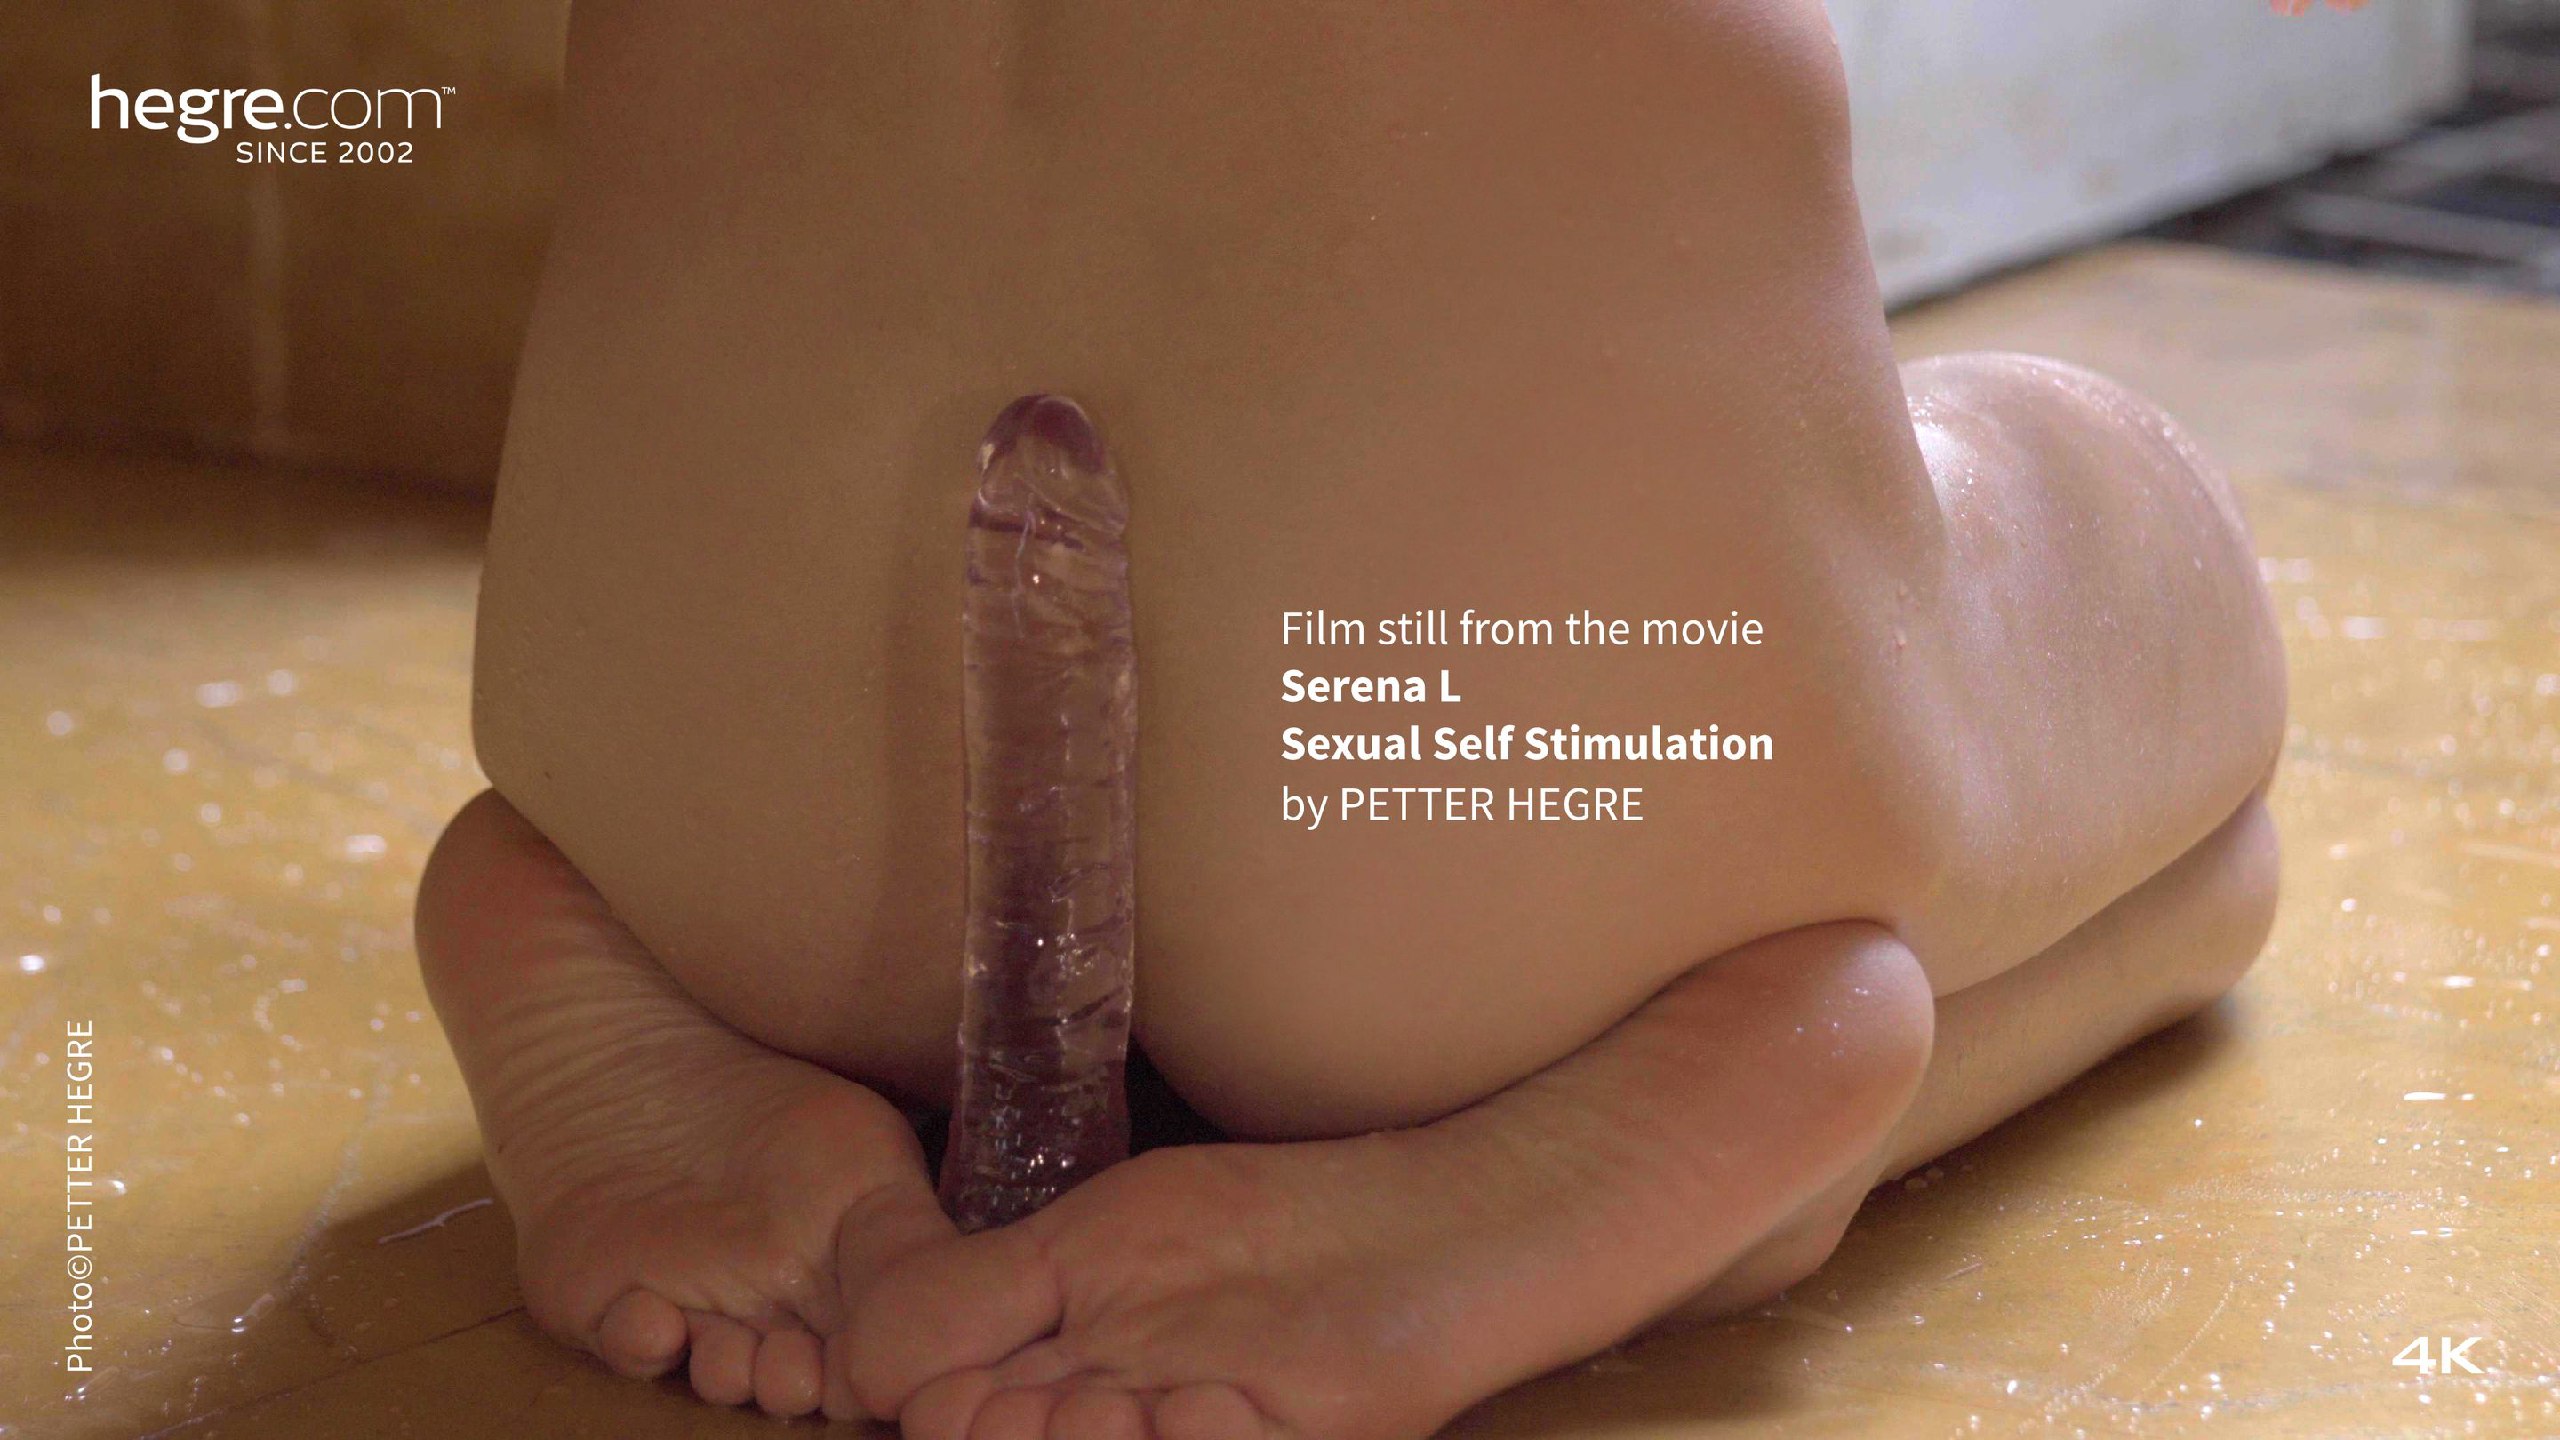 hegre.com™
SINCE 2002
Film still from the movie
Serena L
Sexual Self Stimulation
by PETTER HEGRE
Photo©PETTER HEGRE
4K